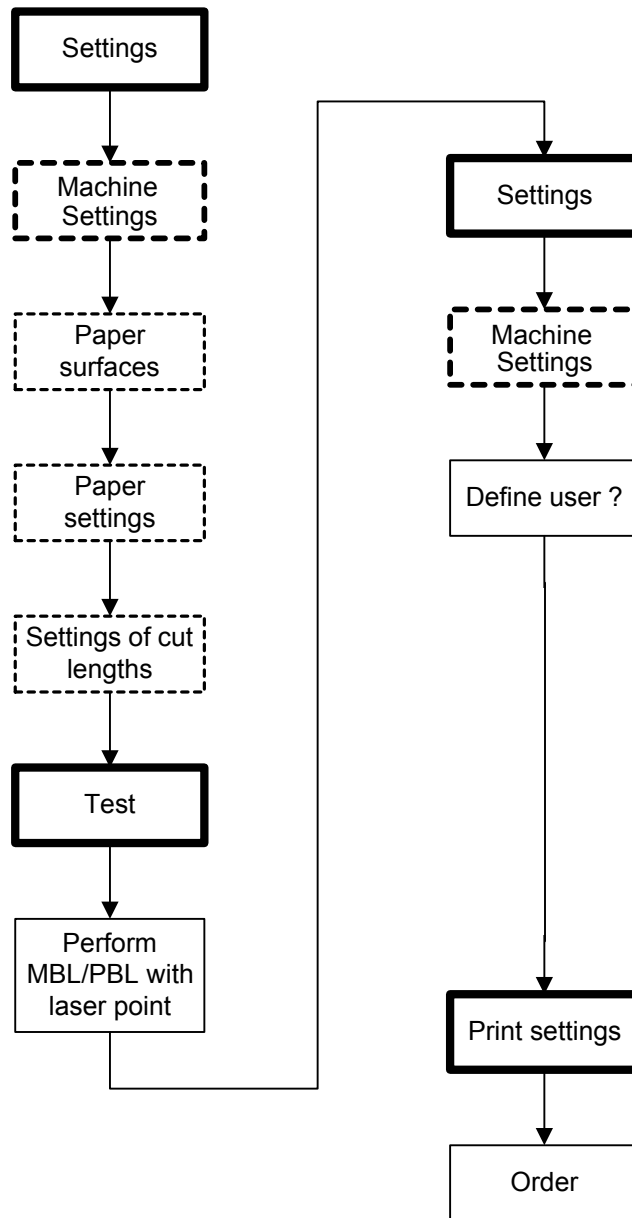 Settings
Machine
Settings
Paper
surfaces
Paper
settings
Settings of cut
lengths
Test
Perform
MBL/PBL with
laser point
Settings
Machine
Settings
Define user ?
Print settings
Order